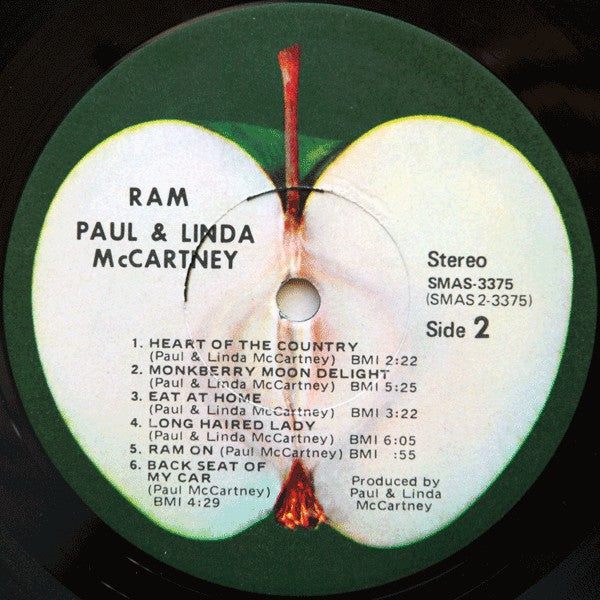 RAM
PAUL & LINDA
McCARTNEY
Stereo
SMAS-3375
(SMAS 2-3375)
Side 2
1. HEART OF THE COUNTRY
(Paul & Linda McCartney) BMI 2:22
2. MONKBERRY MOON DELIGHT
(Paul & Linda McCartney) BMI 5:25
3. EAT AT HOME
(Paul & Linda McCartney) BMI 3:22
4. LONG HAIRED LADY
(Paul & Linda McCartney) BMI 6:05
5. RAM ON (Paul McCartney) BMI :55
6. BACK SEAT OF
MY CAR
(Paul McCartney)
BMI 4:29
Produced by
Paul & Linda
McCartney